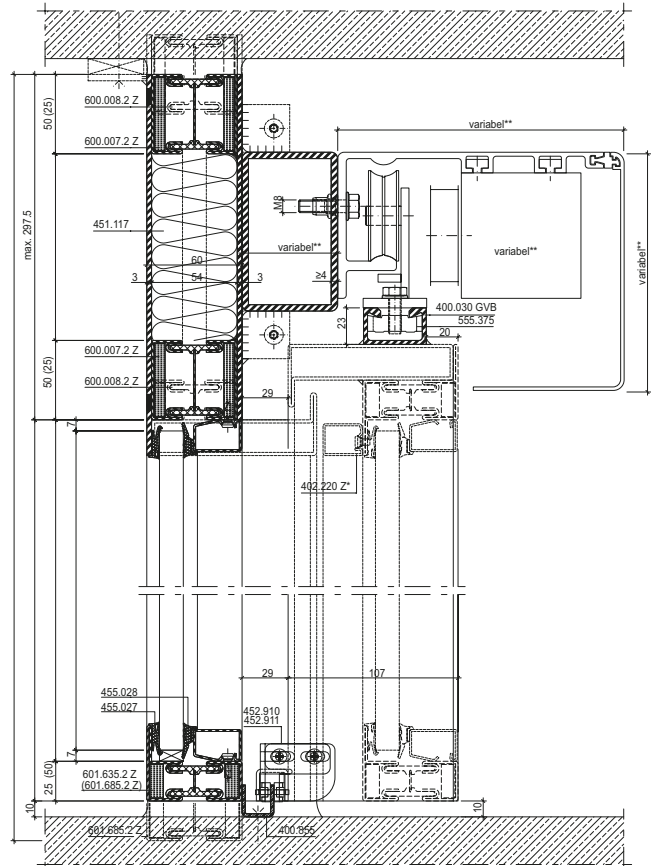 variabel**
600.008.2 Z
50 (25)
600.007.2 Z
max. 297.5
M8
451.117
variabel**
variabel**
variabel**
60
3
54
3
≥4
400.030 GVB
23
555.375
20
600.007.2 Z
50 (25)
600.008.2 Z
29
7
402.220 Z*
29
107
455.028
455.027
452.910
452.911
7
601.635.2 Z
(601.685.2 Z)
25 (50)
10
10
601.685.2 Z
400.855